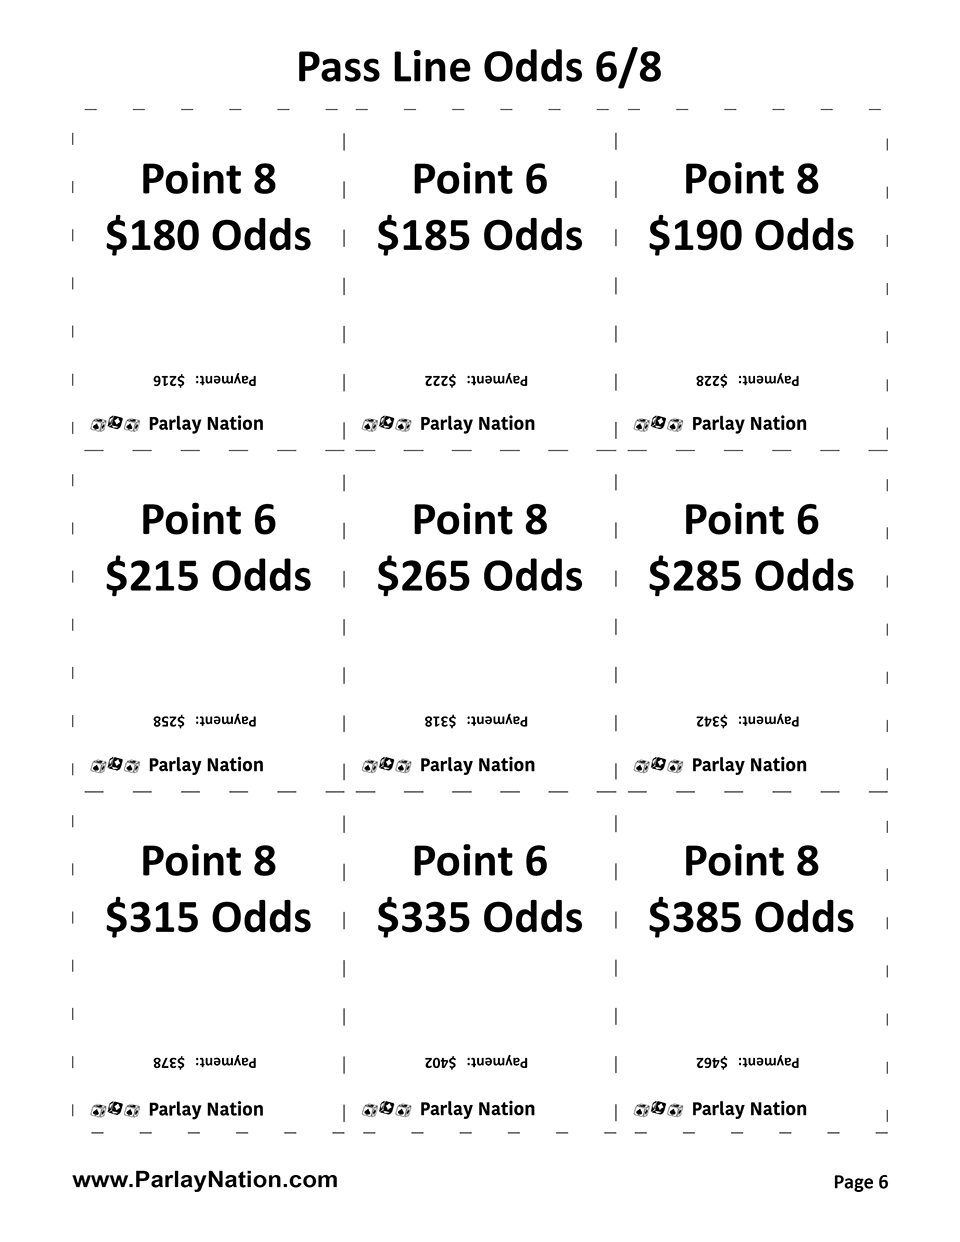 Pass Line Odds 6/8
Point 8
$180 Odds
Payment: $216
Parlay Nation
Point 6
$185 Odds
Payment: $222
Parlay Nation
Point 8
$190 Odds
Payment: $228
Parlay Nation
Point 6
$215 Odds
Payment: $258
Parlay Nation
Point 8
$265 Odds
Payment: $318
Parlay Nation
Point 6
$285 Odds
Payment: $342
Parlay Nation
Point 8
$315 Odds
Payment: $378
Parlay Nation
Point 6
$335 Odds
Payment: $402
Parlay Nation
Point 8
$385 Odds
Payment: $462
Parlay Nation
www.ParlayNation.com
Page 6